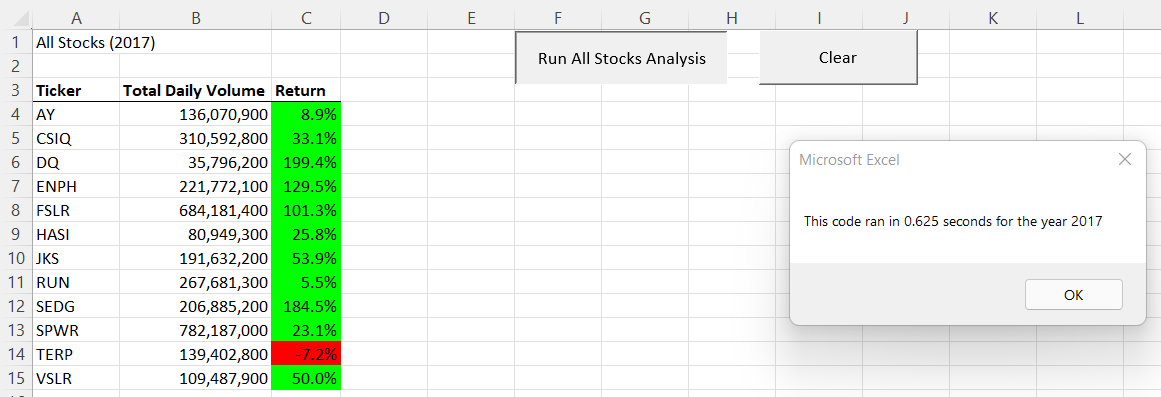 A B C D E F G H I J K L
1 All Stocks (2017)
Run All Stocks Analysis Clear
2
3 Ticker Total Daily Volume Return
4 AY 136,070,900 8.9%
5 CSIQ 310,592,800 33.1%
6 DQ 35,796,200 199.4%
7 ENPH 221,772,100 129.5%
8 FSLR 684,181,400 101.3%
9 HASI 80,949,300 25.8%
10 JKS 191,632,200 53.9%
11 RUN 267,681,300 5.5%
12 SEDG 206,885,200 184.5%
13 SPWR 782,187,000 23.1%
14 TERP 139,402,800 -7.2%
15 VSLR 109,487,900 50.0%
Microsoft Excel
This code ran in 0.625 seconds for the year 2017
OK